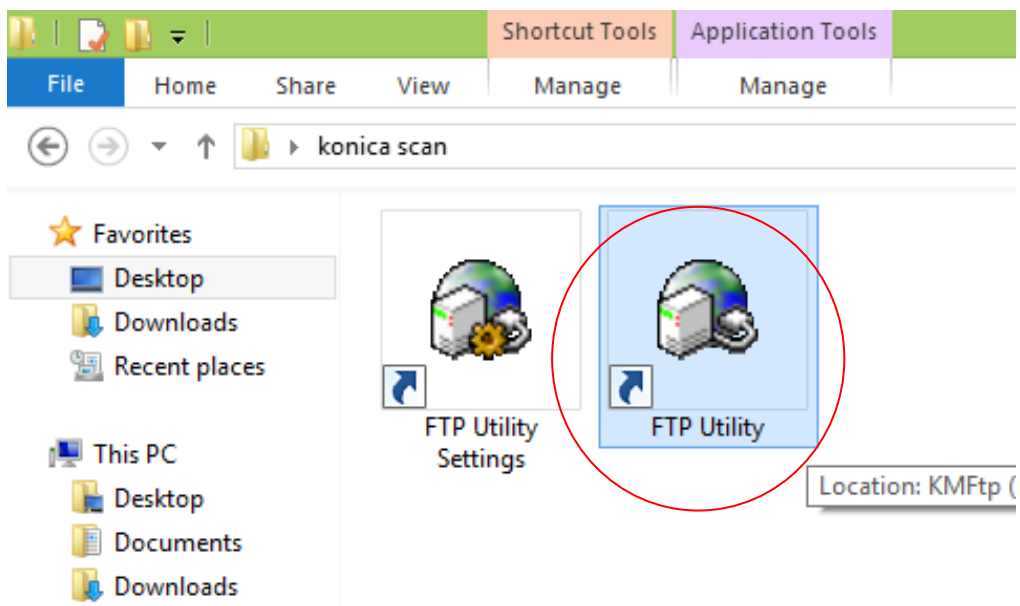 Shortcut Tools
Application Tools
File
Home
Share
View
Manage
Manage
konica scan
Favorites
Desktop
Downloads
Recent places
This PC
Desktop
Documents
Downloads
FTP Utility
Settings
FTP Utility
Location: KMFtp (